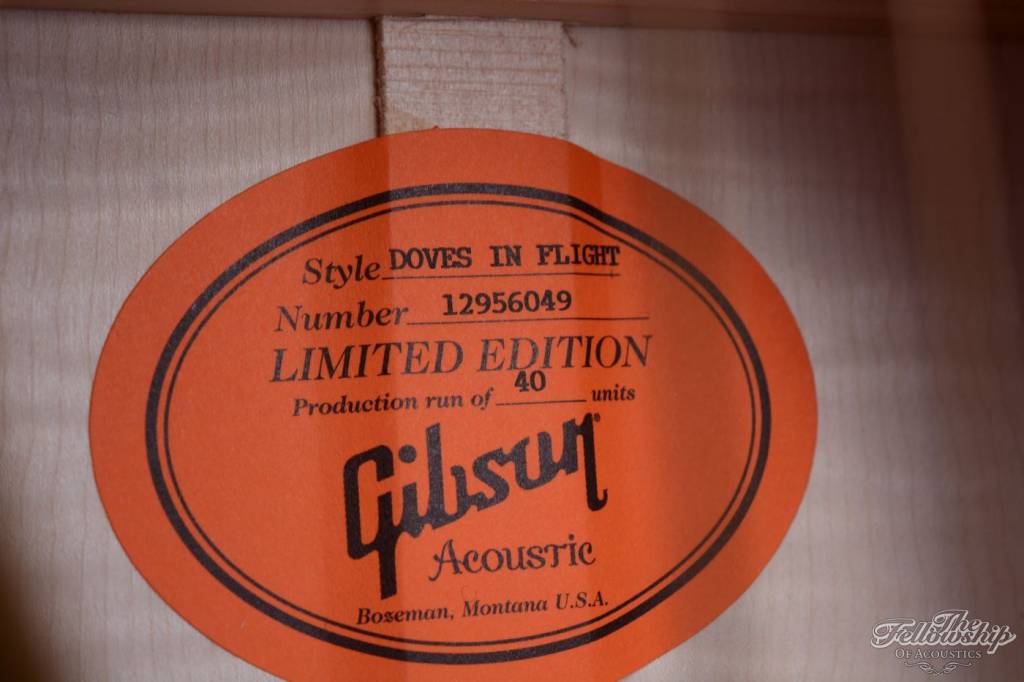 Style DOVES IN FLIGHT
Number 12956049
LIMITED EDITION
Production run of 40 units
Gibson
Acoustic
Bozeman, Montana U.S.A.
The
Fellowship
OF ACOUSTICS